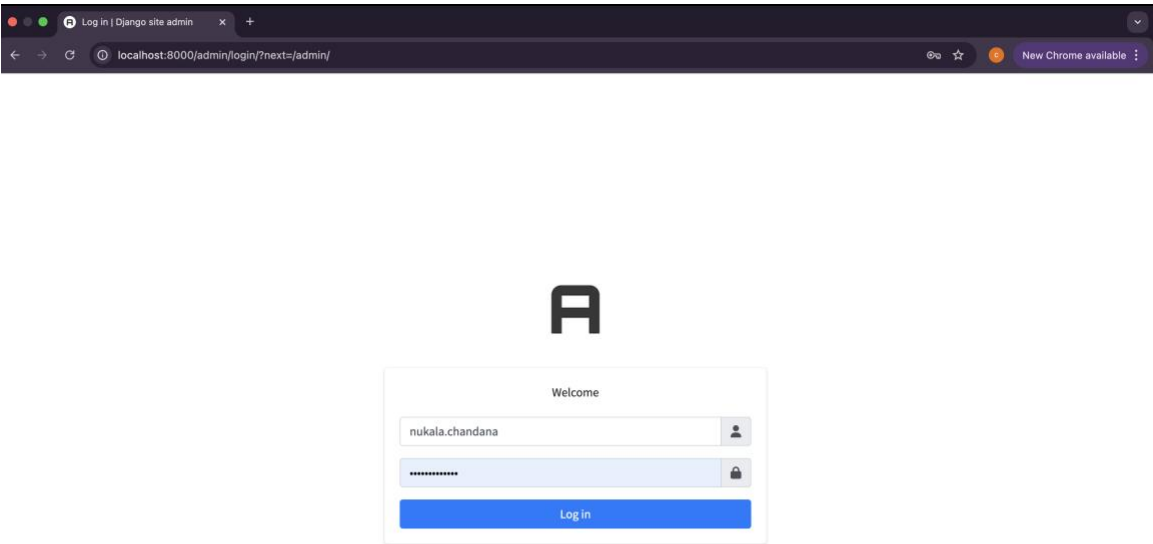 Log in | Django site admin
localhost:8000/admin/login/?next=/admin/
New Chrome available
Welcome
nukala.chandana
•••••••••••••
Log in